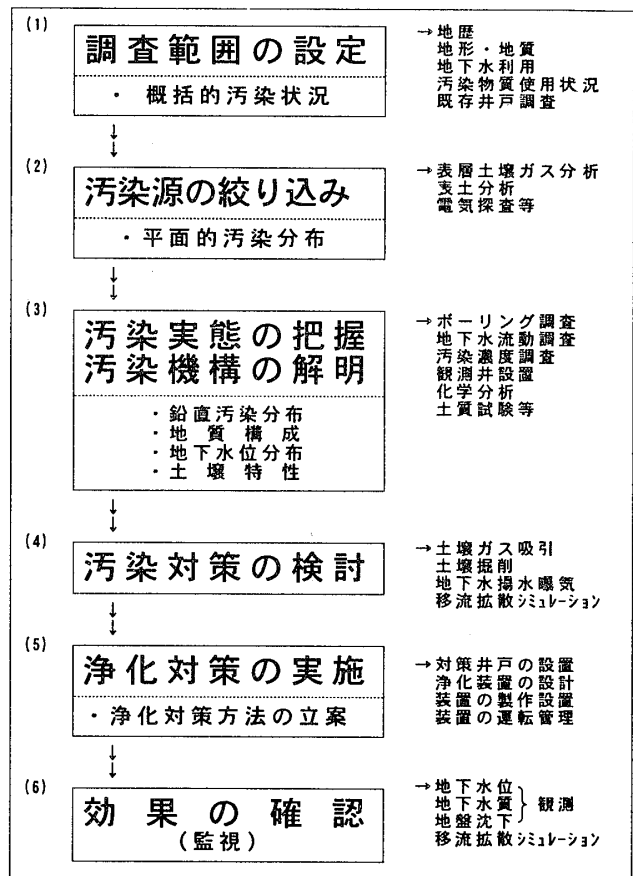 (1)
調査範囲の設定
・ 概括的汚染状況
→地歴
地形・地質
地下水利用
汚染物質使用状況
既存井戸調査
↓
↓
(2)
汚染源の絞り込み
・平面的汚染分布
→表層土壌ガス分析
表土分析
電気探査等
↓
↓
(3)
汚染実態の把握
汚染機構の解明
・鉛直汚染分布
・地質構成
・地下水位分布
・土壌特性
→ボーリング調査
地下水流動調査
汚染濃度調査
観測井設置
化学分析
土質試験等
↓
↓
(4)
汚染対策の検討
→土壌ガス吸引
土壌掘削
地下水揚水曝気
移流拡散シミュレーション
↓
↓
(5)
浄化対策の実施
・浄化対策方法の立案
→対策井戸の設置
浄化装置の設計
装置の製作設置
装置の運転管理
↓
↓
(6)
効果の確認
(監視)
→地下水位
地下水質} 観測
地盤沈下
移流拡散シミュレーション